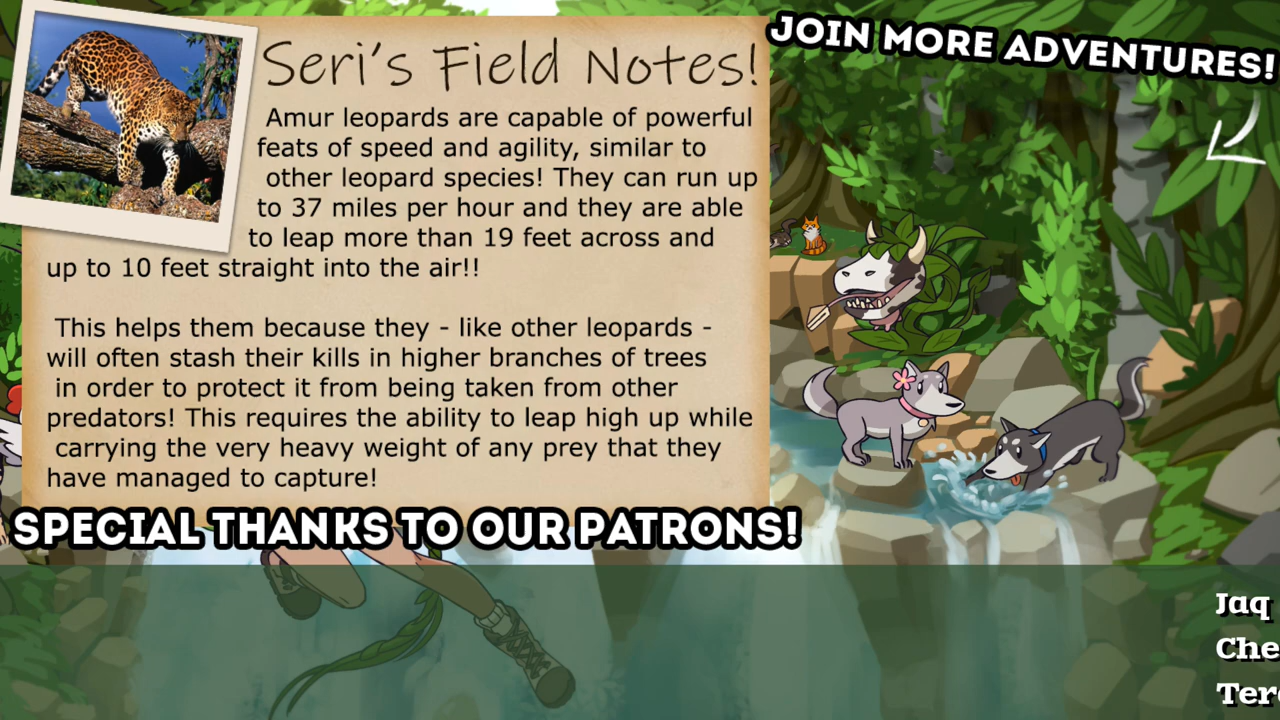 Seri's Field Notes!
JOIN MORE ADVENTURES!
Amur leopards are capable of powerful
feats of speed and agility, similar to
other leopard species! They can run up
to 37 miles per hour and they are able
to leap more than 19 feet across and
up to 10 feet straight into the air!!
This helps them because they - like other leopards -
will often stash their kills in higher branches of trees
in order to protect it from being taken from other
predators! This requires the ability to leap high up while
carrying the very heavy weight of any prey that they
have managed to capture!
SPECIAL THANKS TO OUR PATRONS!
Jaq
Che
Ter